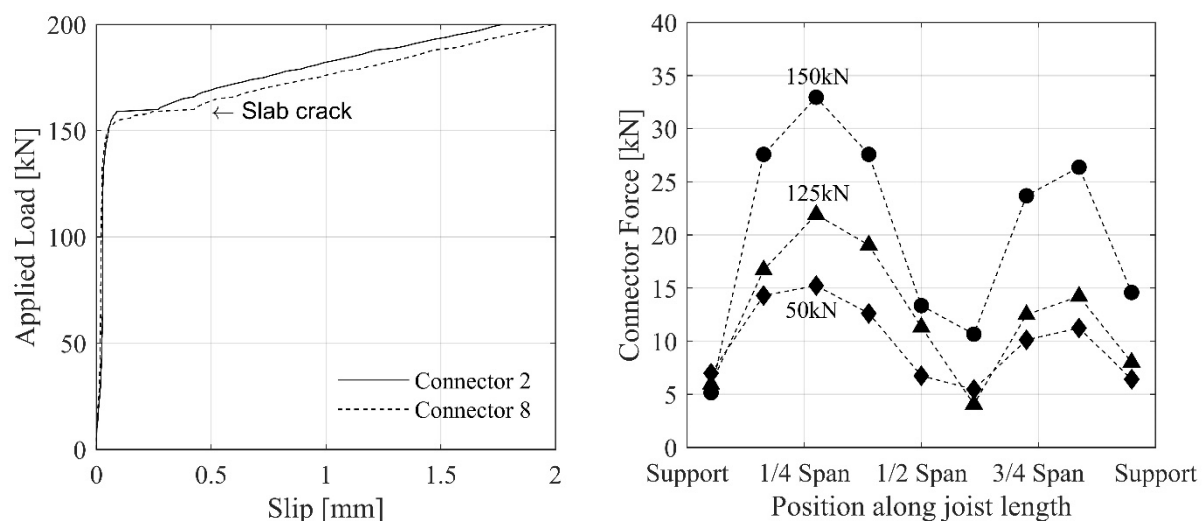 200
150
100
50
0
Applied Load [kN]
← Slab crack
Connector 2
Connector 8
0 0.5 1 1.5 2
Slip [mm]
40
35
30
25
20
15
10
5
0
Connector Force [kN]
150kN
125kN
50kN
Support 1/4 Span 1/2 Span 3/4 Span Support
Position along joist length